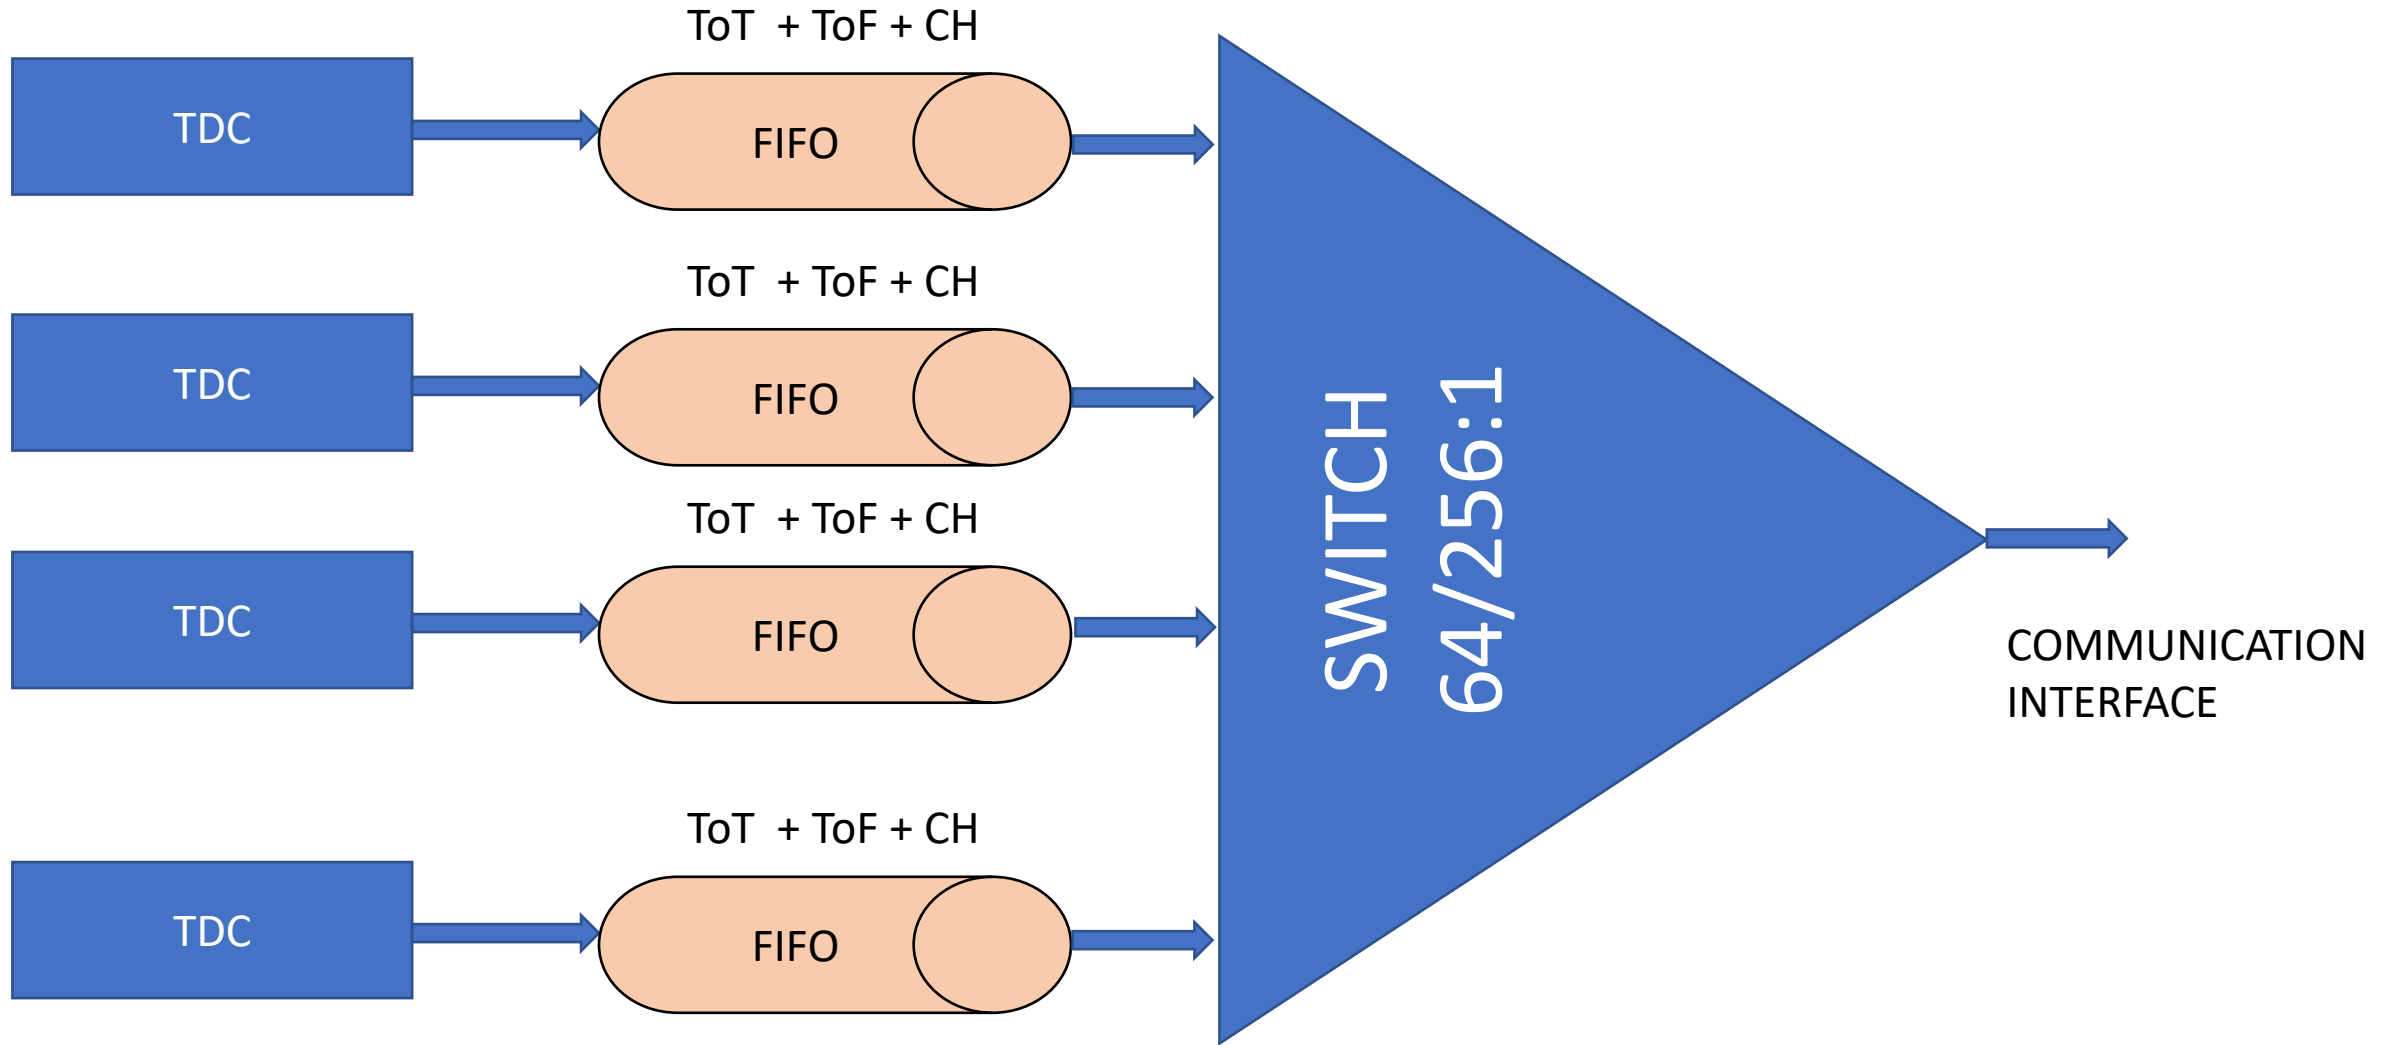 ToT + ToF + CH
TDC
FIFO
ToT + ToF + CH
TDC
FIFO
ToT + ToF + CH
TDC
FIFO
ToT + ToF + CH
TDC
FIFO
SWITCH
64/256:1
COMMUNICATION
INTERFACE